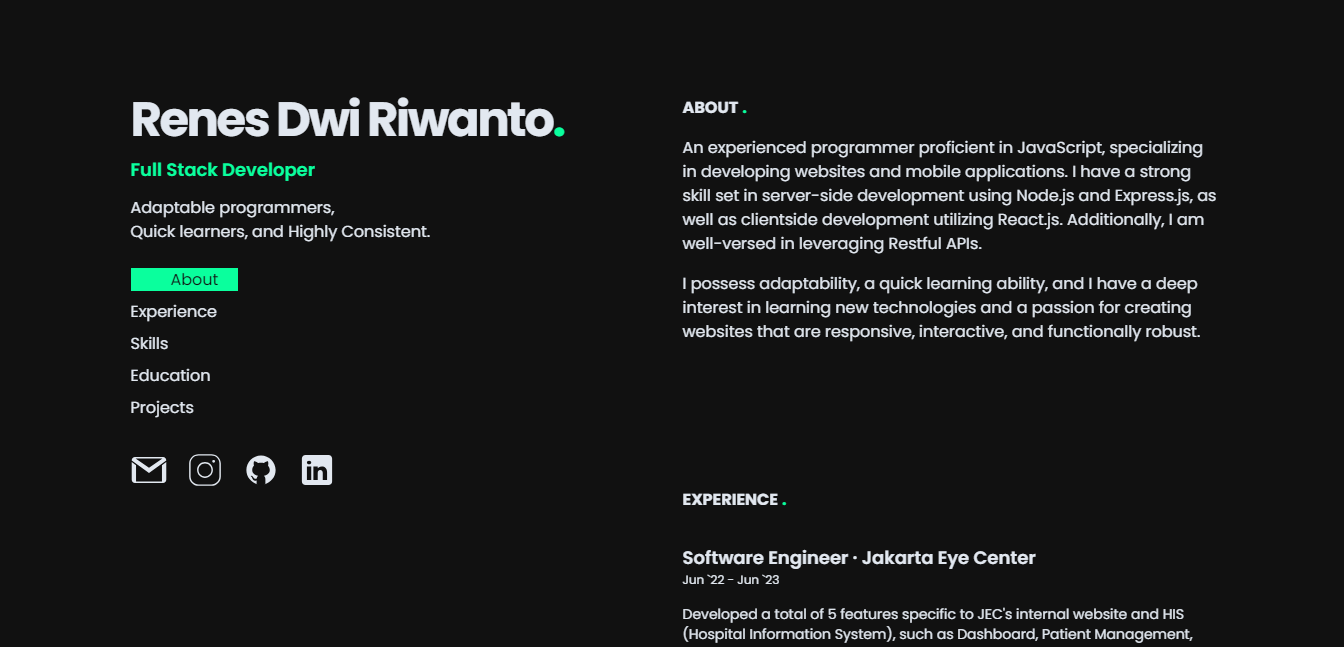 Renes Dwi Riwanto.
Full Stack Developer
Adaptable programmers,
Quick learners, and Highly Consistent.
About
Experience
Skills
Education
Projects
in
ABOUT .
An experienced programmer proficient in JavaScript, specializing
in developing websites and mobile applications. I have a strong
skill set in server-side development using Node.js and Express.js, as
well as clientside development utilizing React.js. Additionally, I am
well-versed in leveraging Restful APIs.
I possess adaptability, a quick learning ability, and I have a deep
interest in learning new technologies and a passion for creating
websites that are responsive, interactive, and functionally robust.
EXPERIENCE .
Software Engineer · Jakarta Eye Center
Jun `22 - Jun `23
Developed a total of 5 features specific to JEC's internal website and HIS
(Hospital Information System), such as Dashboard, Patient Management,